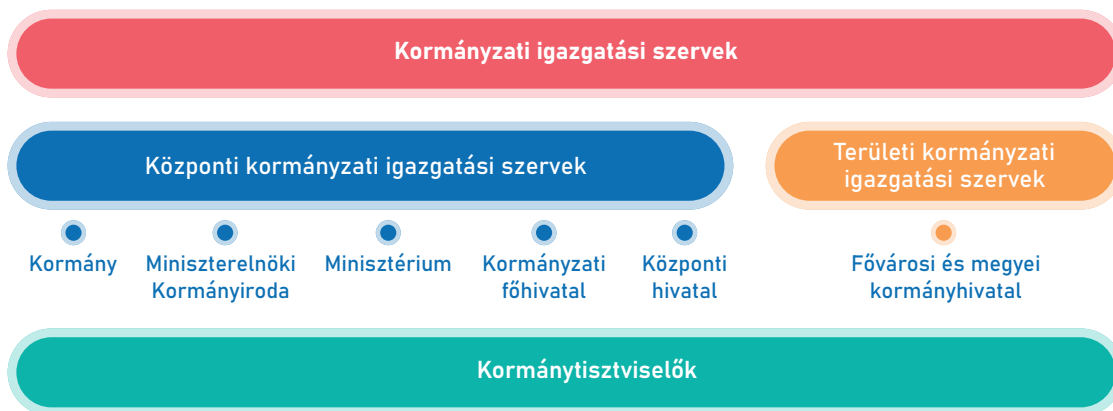 Kormányzati igazgatási szervek
Központi kormányzati igazgatási szervek
Területi kormányzati
igazgatási szervek
Kormány
Miniszterelnöki
Kormányiroda
Minisztérium
Kormányzati
főhivatal
Központi
hivatal
Fővárosi és megyei
kormányhivatal
Kormánytisztviselők